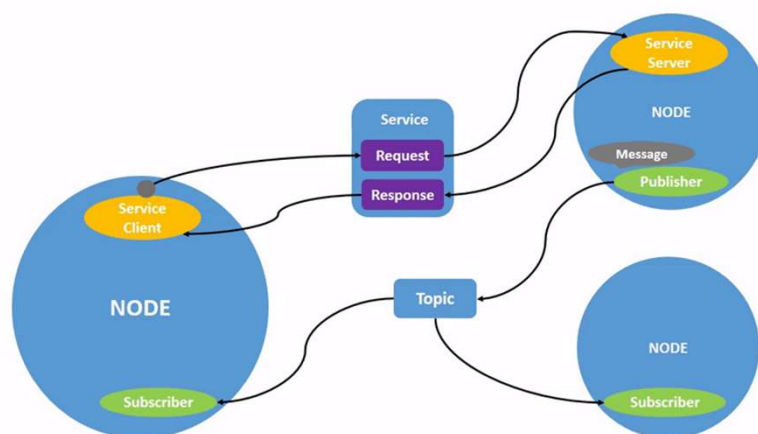 Service
Server
NODE
Message
Publisher
Service
Request
Response
Service
Client
NODE
Subscriber
Topic
NODE
Subscriber